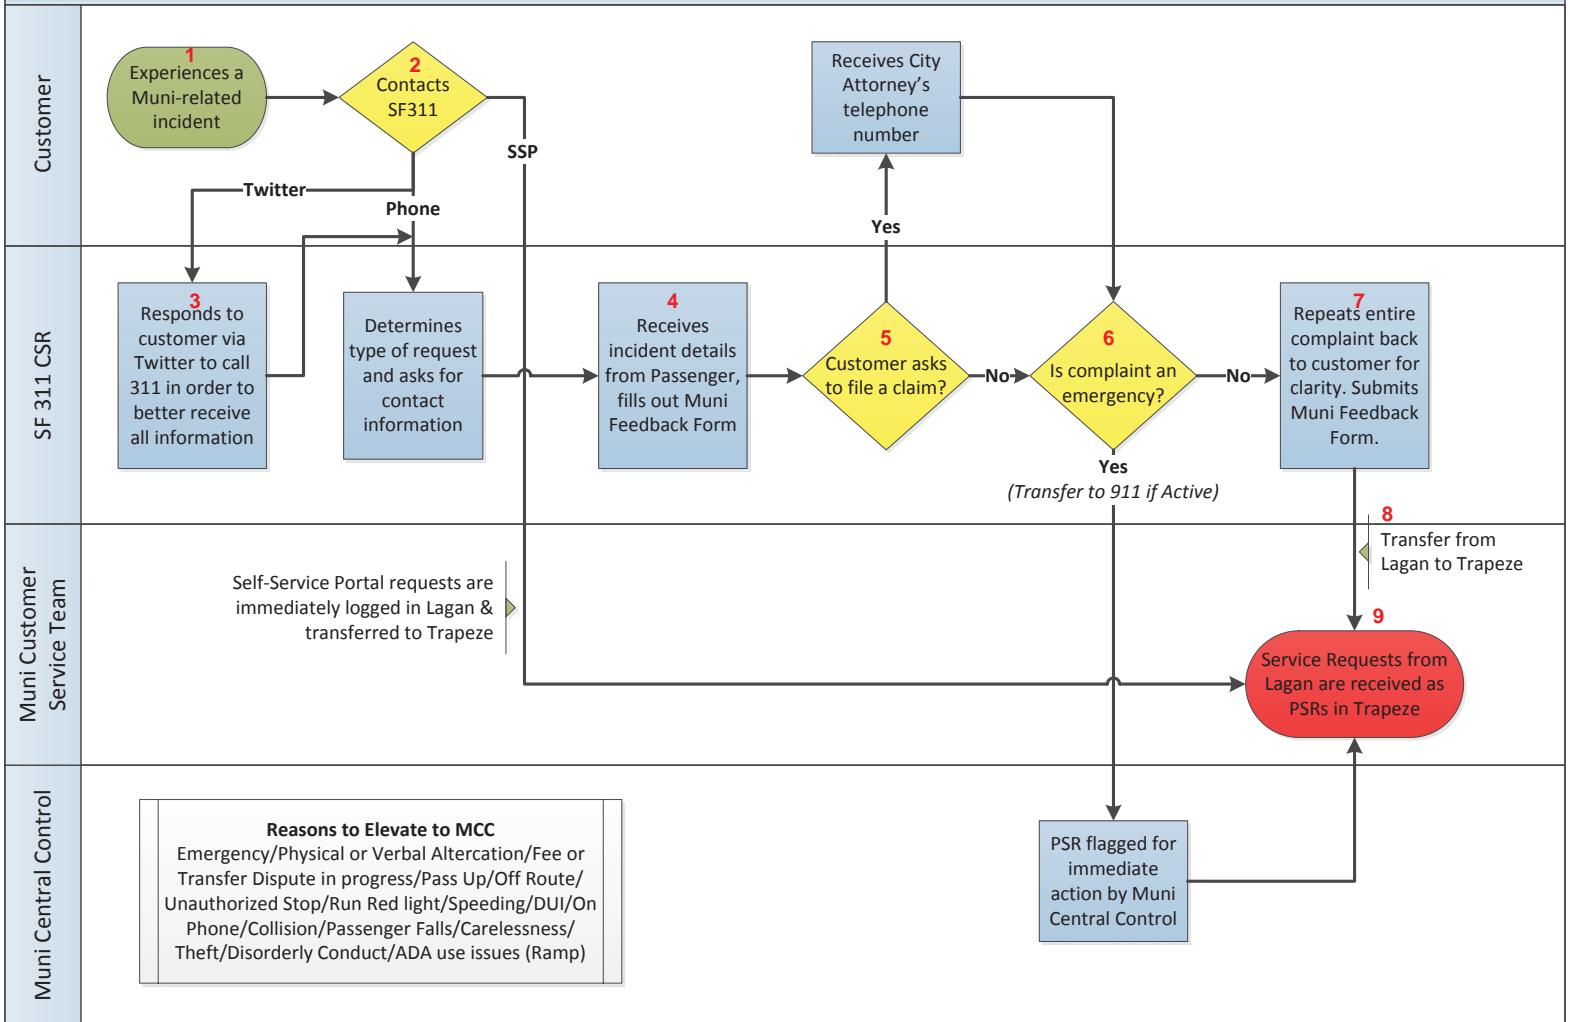 Customer
1
Experiences a
Muni-related
incident
2
Contacts
SF311
SSP
Twitter
Phone
Receives City
Attorney's
telephone
number
Yes
SF 311 CSR
3
Responds to
customer via
Twitter to call
311 in order to
better receive
all information
Determines
type of request
and asks for
contact
information
4
Receives
incident details
from Passenger,
fills out Muni
Feedback Form
5
Customer asks
to file a claim?
No
6
Is complaint an
emergency?
No
Yes
(Transfer to 911 if Active)
7
Repeats entire
complaint back
to customer for
clarity. Submits
Muni Feedback
Form.
Muni Customer
Service Team
Self-Service Portal requests are
immediately logged in Lagan &
transferred to Trapeze
8
Transfer from
Lagan to Trapeze
9
Service Requests from
Lagan are received as
PSRs in Trapeze
Muni Central Control
Reasons to Elevate to MCC
Emergency/Physical or Verbal Altercation/Fee or
Transfer Dispute in progress/Pass Up/Off Route/
Unauthorized Stop/Run Red light/Speeding/DUI/On
Phone/Collision/Passenger Falls/Carelessness/
Theft/Disorderly Conduct/ADA use issues (Ramp)
PSR flagged for
immediate
action by Muni
Central Control